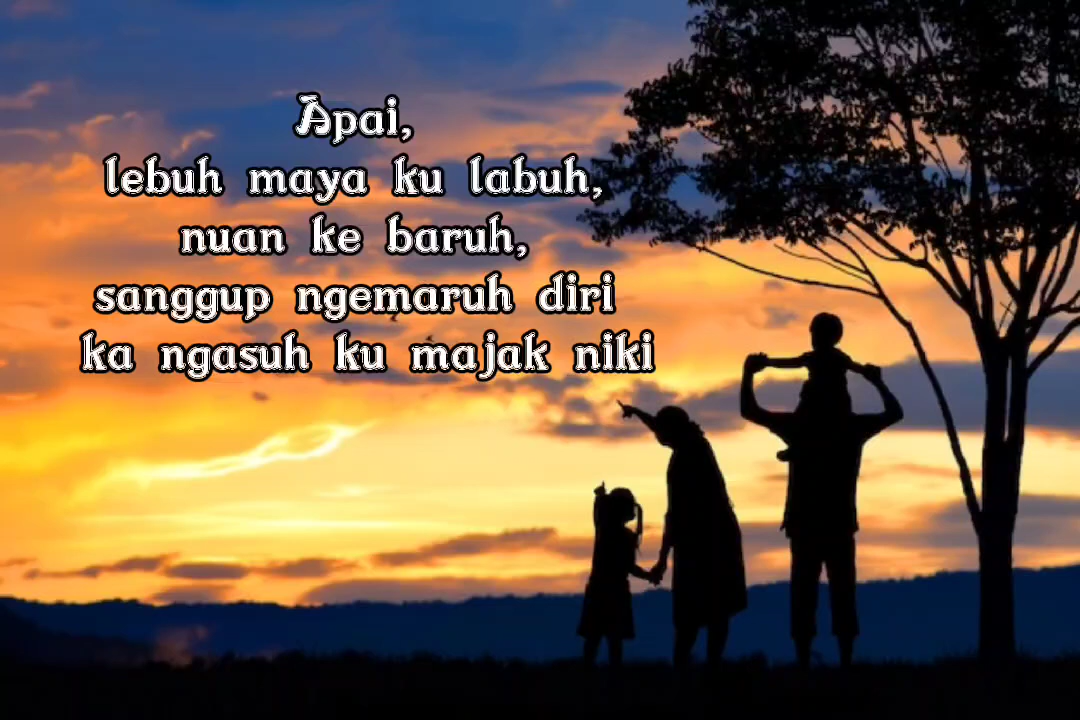 Apai,
lebuh maya ku labuh,
nuan ke baruh,
sanggup ngemaruh diri
ka ngasuh ku majak niki